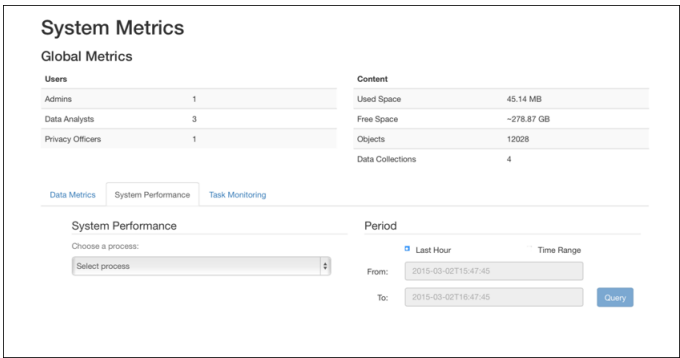 System Metrics
Global Metrics
Users
Admins 1
Data Analysts 3
Privacy Officers 1
Content
Used Space 45.14 MB
Free Space ~278.87 GB
Objects 12028
Data Collections 4
Data Metrics System Performance Task Monitoring
System Performance
Choose a process:
Select process
Period
Last Hour Time Range
From: 2015-03-02T15:47:45
To: 2015-03-02T16:47:45 Query